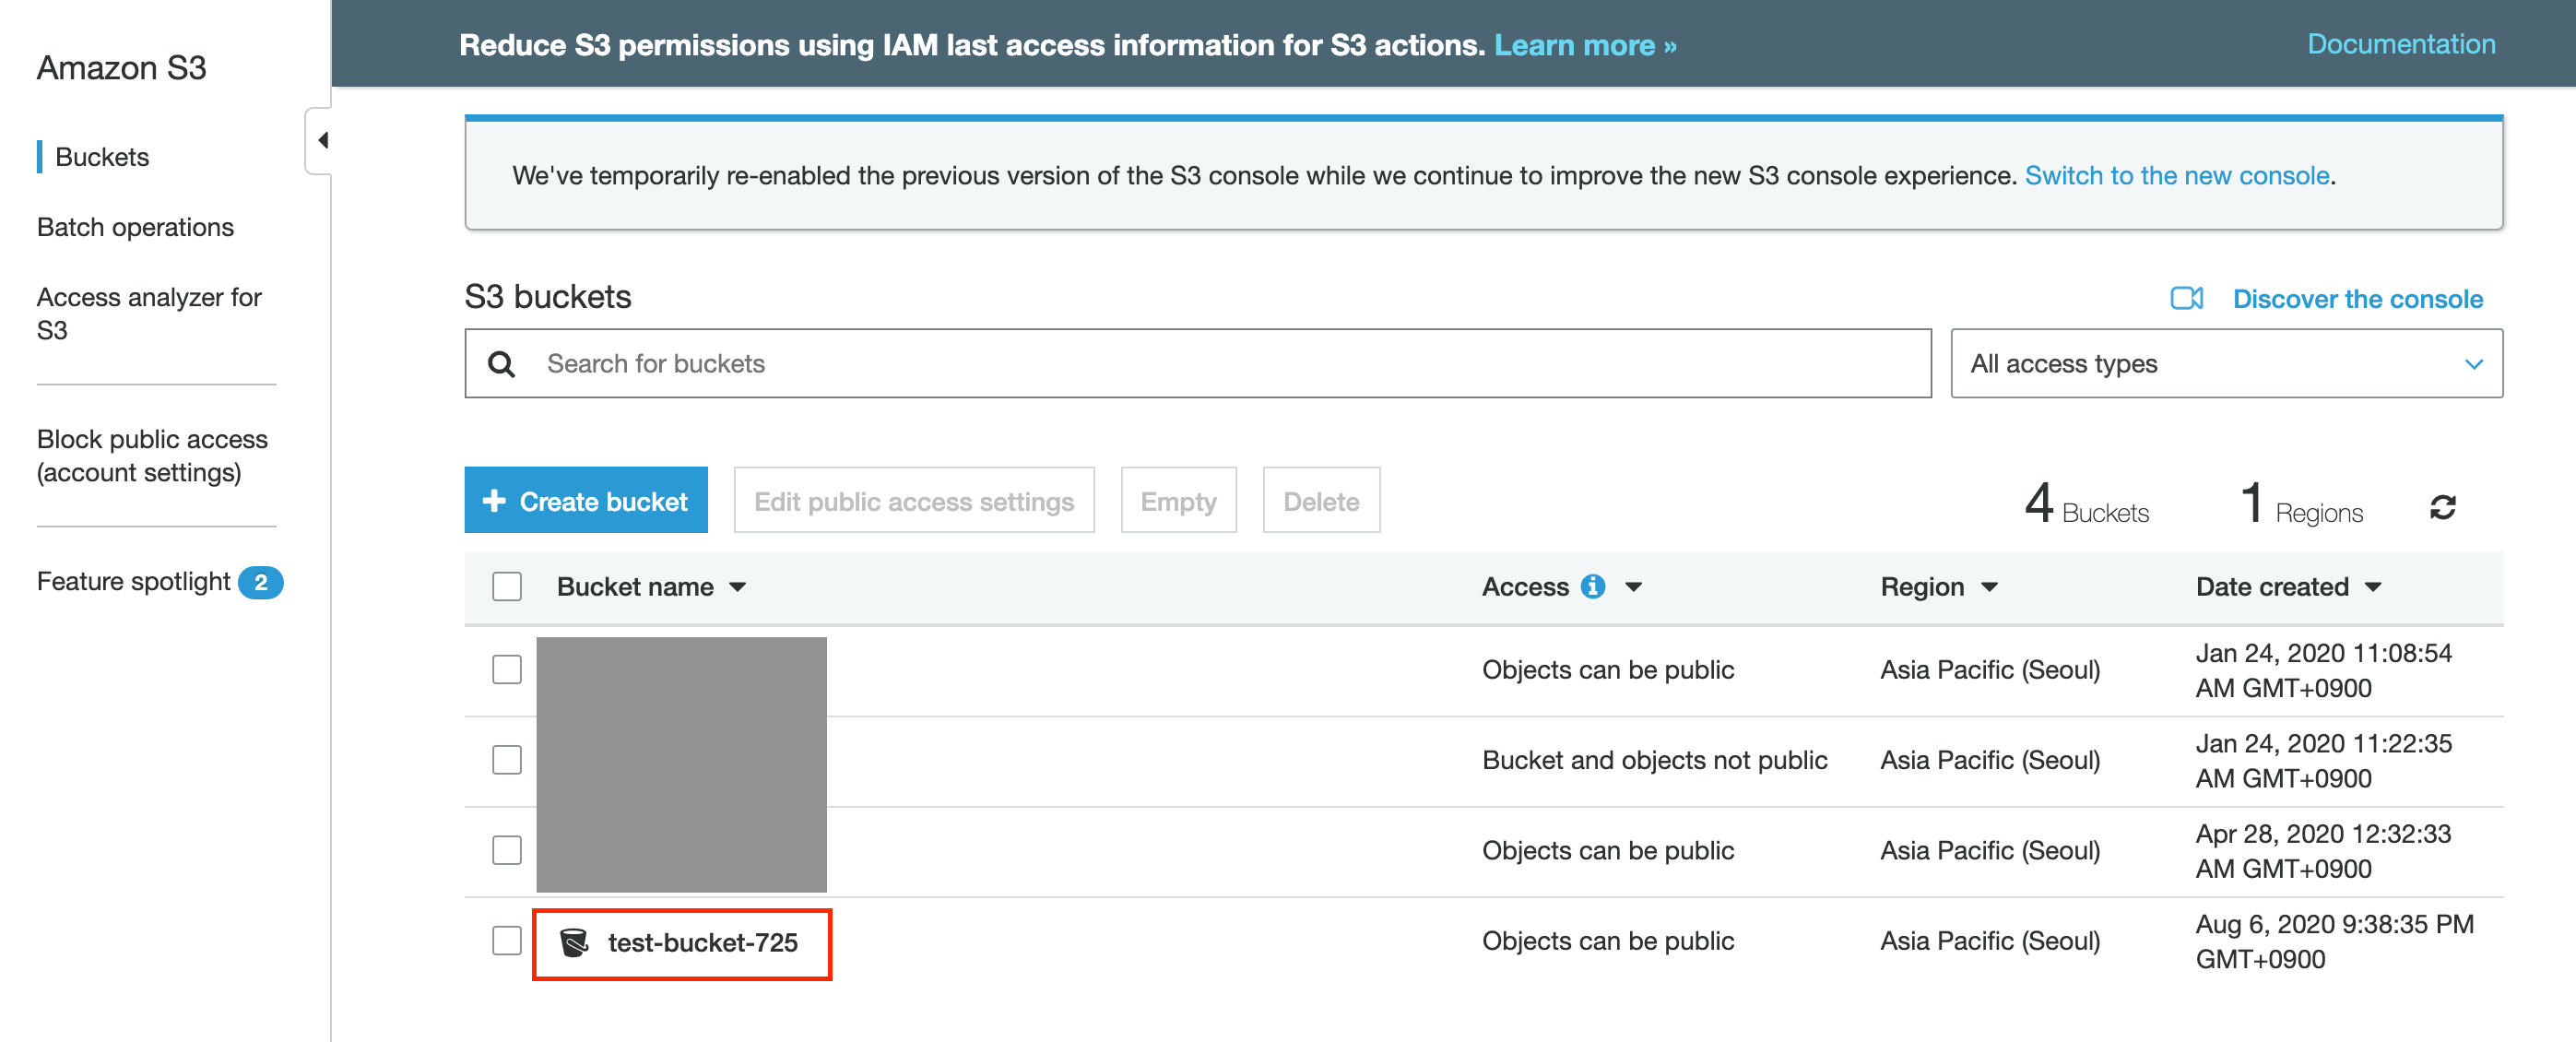 Amazon S3
Buckets
Batch operations
Access analyzer for
S3
Block public access
(account settings)
Feature spotlight 2
Reduce S3 permissions using IAM last access information for S3 actions. Learn more »
Documentation
We've temporarily re-enabled the previous version of the S3 console while we continue to improve the new S3 console experience. Switch to the new console.
S3 buckets
Discover the console
Search for buckets
All access types
Create bucket
Edit public access settings
Empty
Delete
4 Buckets
1 Regions
Bucket name
Access
Region
Date created
Objects can be public
Asia Pacific (Seoul)
Jan 24, 2020 11:08:54
AM GMT+0900
Bucket and objects not public
Asia Pacific (Seoul)
Jan 24, 2020 11:22:35
AM GMT+0900
Objects can be public
Asia Pacific (Seoul)
Apr 28, 2020 12:32:33
AM GMT+0900
test-bucket-725
Objects can be public
Asia Pacific (Seoul)
Aug 6, 2020 9:38:35 PM
GMT+0900